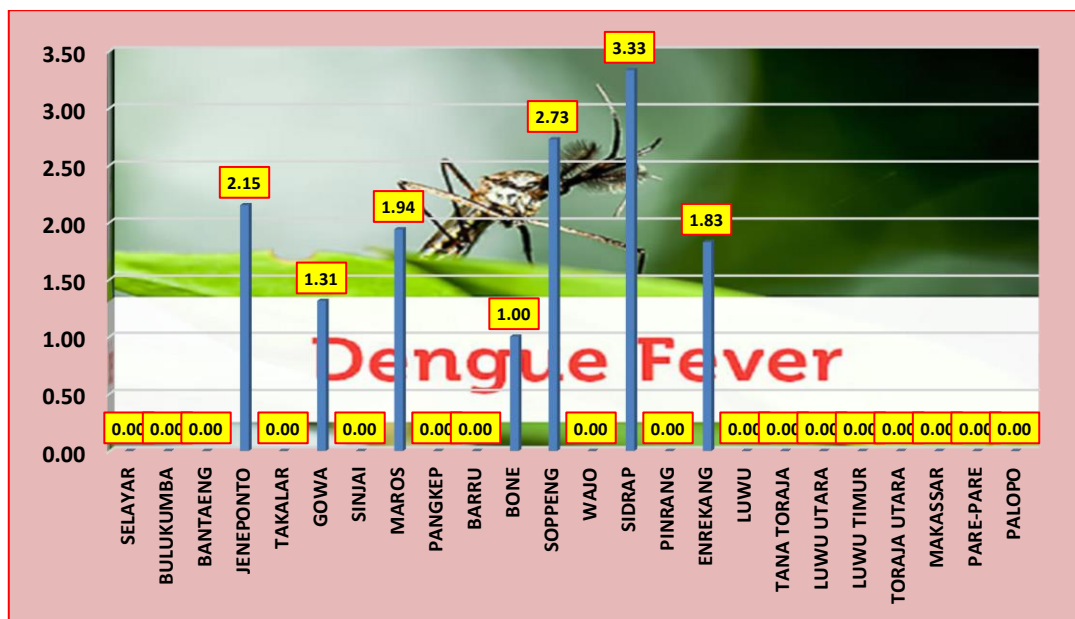 3.50
3.00
2.50
2.00
1.50
1.00
0.50
0.00
0.00
0.00
0.00
2.15
0.00
1.31
0.00
1.94
0.00
0.00
1.00
2.73
0.00
3.33
0.00
1.83
0.00
0.00
0.00
0.00
0.00
0.00
0.00
0.00
Dengue Fever
SELAYAR
BULUKUMBA
BANTAENG
JENEPONTO
TAKALAR
GOWA
SINJAI
MAROS
PANGKEP
BARRU
BONE
SOPPENG
WAJO
SIDRAP
PINRANG
ENREKANG
LUWU
TANA TORAJA
LUWU UTARA
LUWU TIMUR
TORAJA UTARA
MAKASSAR
PARE-PARE
PALOPO